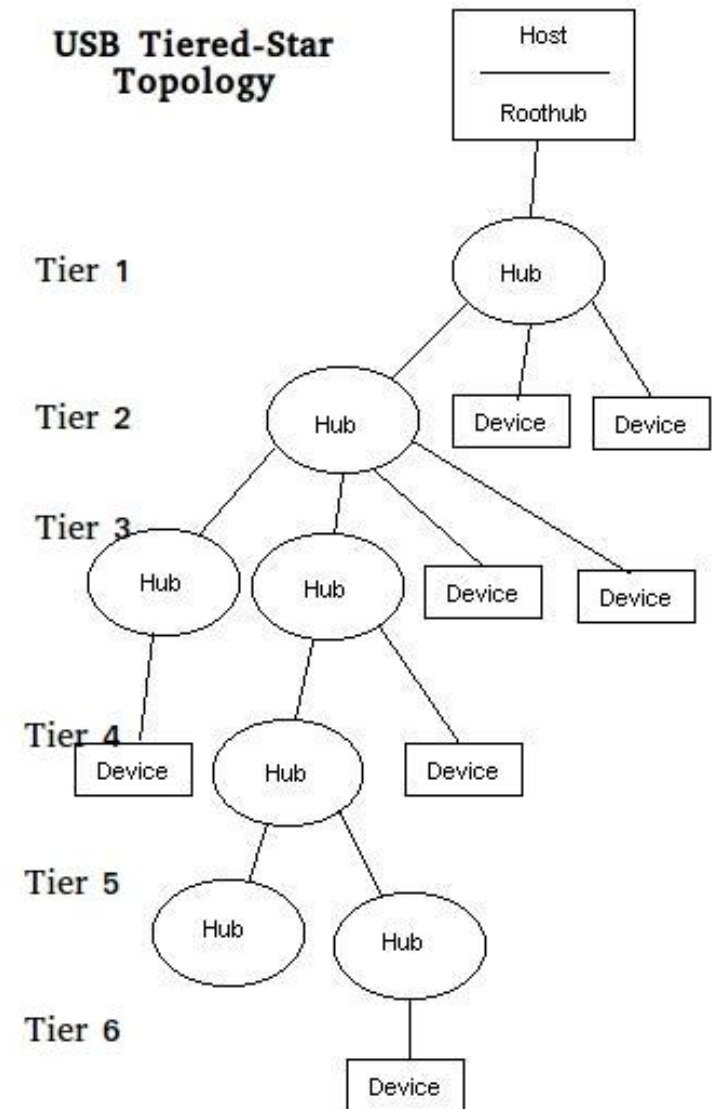 USB Tiered-Star
Topology
Host
Roothub
Tier 1
Hub
Tier 2
Hub
Device
Device
Tier 3
Hub
Hub
Device
Device
Tier 4
Device
Hub
Device
Tier 5
Hub
Hub
Tier 6
Device